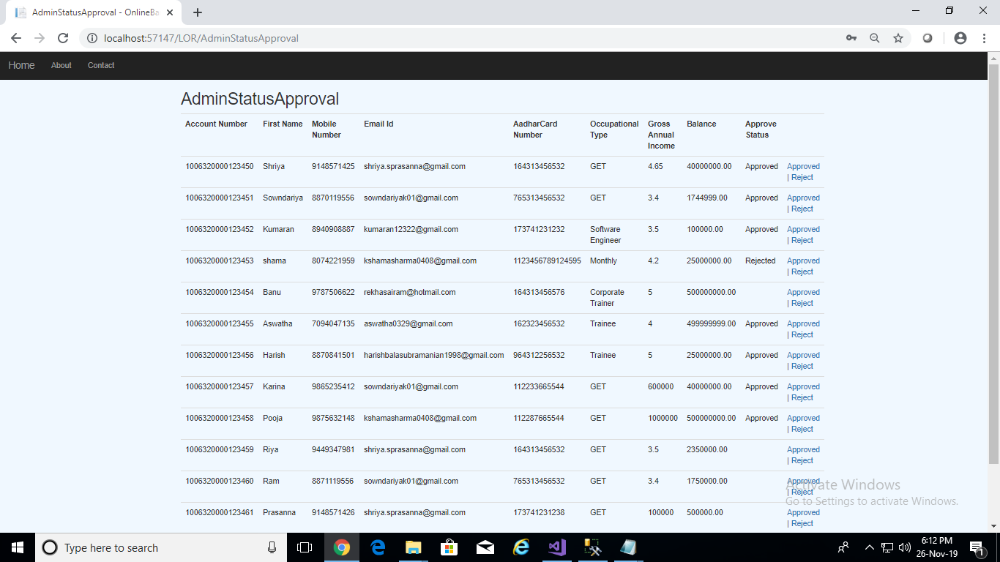 AdminStatusApproval - OnlineBa
localhost:57147/LOR/AdminStatusApproval
Home About Contact
AdminStatusApproval
Account Number First Name Mobile Number Email Id AadharCard Number Occupational Type Gross Annual Income Balance Approve Status
1006320000123450 Shriya 9148571425 shriya.sprasanna@gmail.com 164313456532 GET 4.65 40000000.00 Approved Approved | Reject
1006320000123451 Sowndariya 8870119556 sowndariyak01@gmail.com 765313456532 GET 3.4 1744999.00 Approved Approved | Reject
1006320000123452 Kumaran 8940908887 kumaran12322@gmail.com 173741231232 Software Engineer 3.5 100000.00 Approved Approved | Reject
1006320000123453 shama 8074221959 kshamasharma0408@gmail.com 1123456789124595 Monthly 4.2 25000000.00 Rejected Approved | Reject
1006320000123454 Banu 9787506622 rekhasairam@hotmail.com 164313456576 Corporate Trainer 5 500000000.00 Approved | Reject
1006320000123455 Aswatha 7094047135 aswatha0329@gmail.com 162323456532 Trainee 4 499999999.00 Approved Approved | Reject
1006320000123456 Harish 8870841501 harishbalasubramanian1998@gmail.com 964312256532 Trainee 5 25000000.00 Approved Approved | Reject
1006320000123457 Karina 9865235412 sowndariyak01@gmail.com 112233665544 GET 600000 40000000.00 Approved Approved | Reject
1006320000123458 Pooja 9875632148 kshamasharma0408@gmail.com 112287665544 GET 1000000 500000000.00 Approved Approved | Reject
1006320000123459 Riya 9449347981 shriya.sprasanna@gmail.com 164313456532 GET 3.5 2350000.00 Approved | Reject
1006320000123460 Ram 8871119556 sowndariyak01@gmail.com 765313456532 GET 3.4 1750000.00 Approved | Reject
1006320000123461 Prasanna 9148571426 shriya.sprasanna@gmail.com 173741231238 GET 100000 500000.00 Approved | Reject
Activate Windows
Go to Settings to activate Windows.
Type here to search
6:12 PM
26-Nov-19
1